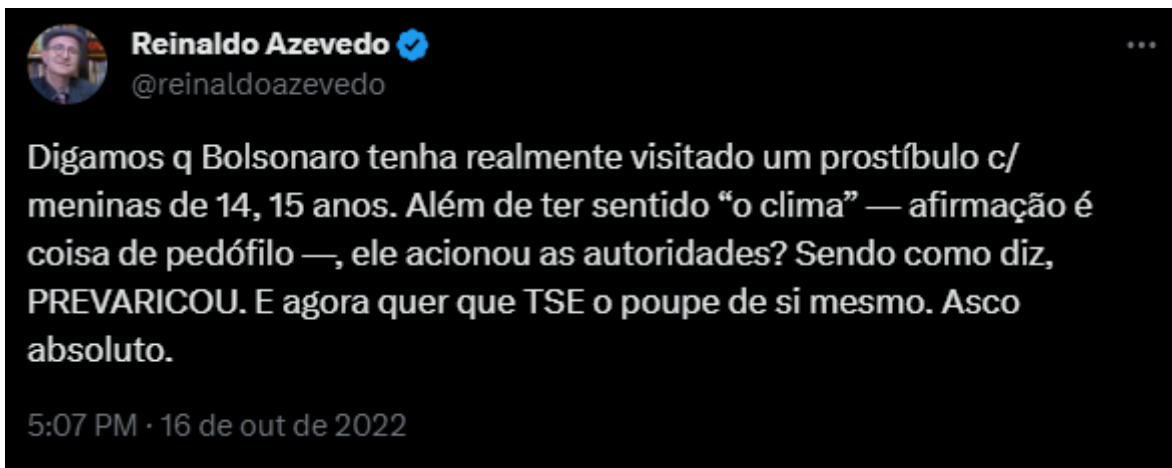 Reinaldo Azevedo
@reinaldoazevedo
Digamos q Bolsonaro tenha realmente visitado um prostíbulo c/
meninas de 14, 15 anos. Além de ter sentido “o clima” — afirmação é
coisa de pedófilo —, ele acionou as autoridades? Sendo como diz,
PREVARICOU. E agora quer que TSE o poupe de si mesmo. Asco
absoluto.
5:07 PM · 16 de out de 2022